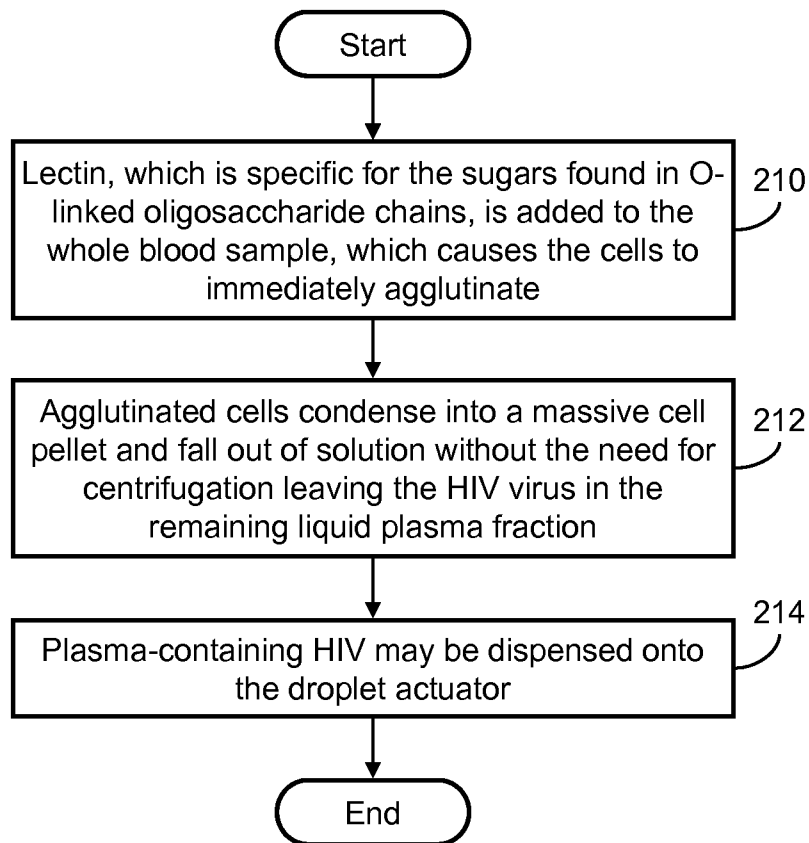 Start
Lectin, which is specific for the sugars found in O-
linked oligosaccharide chains, is added to the
whole blood sample, which causes the cells to
immediately agglutinate
210
Agglutinated cells condense into a massive cell
pellet and fall out of solution without the need for
centrifugation leaving the HIV virus in the
remaining liquid plasma fraction
212
Plasma-containing HIV may be dispensed onto
the droplet actuator
214
End